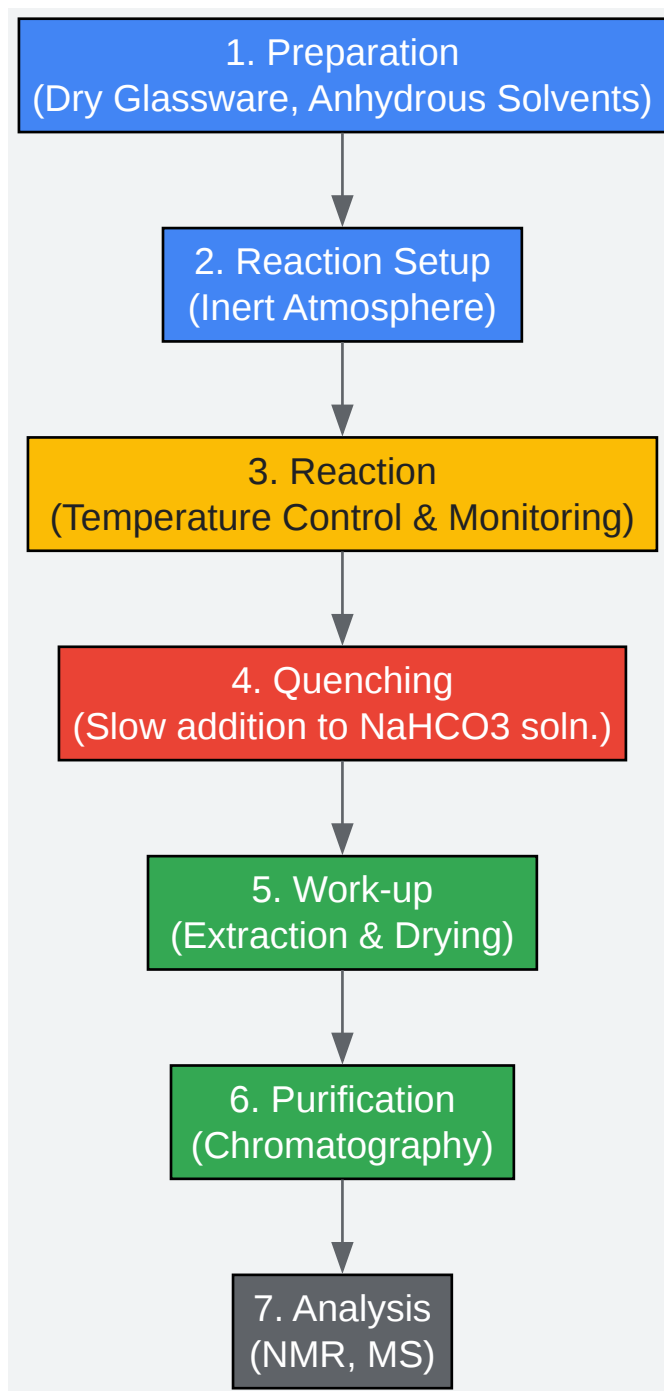 1. Preparation
(Dry Glassware, Anhydrous Solvents)
2. Reaction Setup
(Inert Atmosphere)
3. Reaction
(Temperature Control & Monitoring)
4. Quenching
(Slow addition to NaHCO3 soln.)
5. Work-up
(Extraction & Drying)
6. Purification
(Chromatography)
7. Analysis
(NMR, MS)